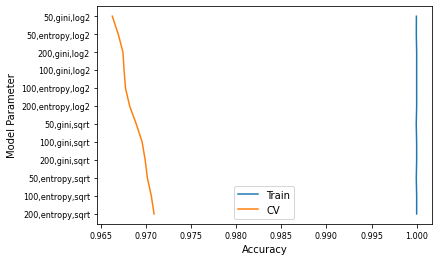 50,gini,log2
50,entropy,log2
200,gini,log2
100,gini,log2
100,entropy,log2
200,entropy,log2
50,gini,sqrt
100,gini,sqrt
200,gini,sqrt
50,entropy,sqrt
100,entropy,sqrt
200,entropy,sqrt
Model Parameter
Train
CV
0.965 0.970 0.975 0.980 0.985 0.990 0.995 1.000
Accuracy